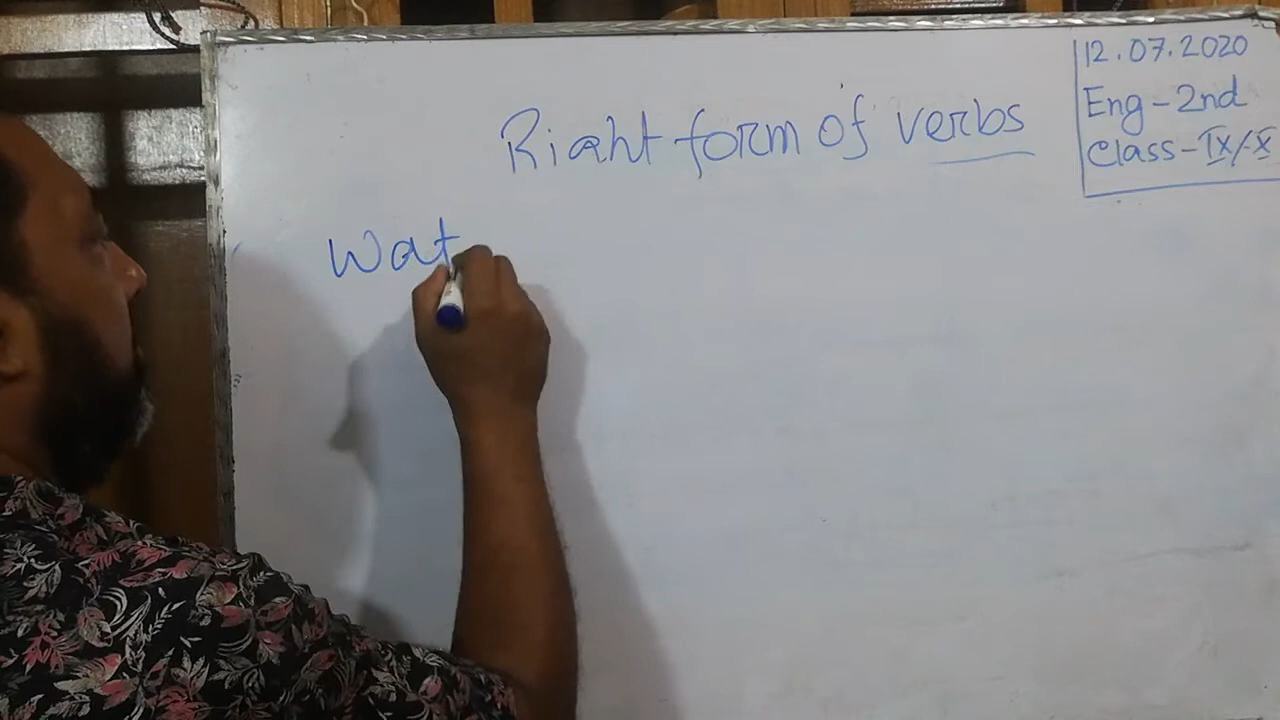 12.07.2020
Eng-2nd
Class-IX/X
Right form of verbs
Wat